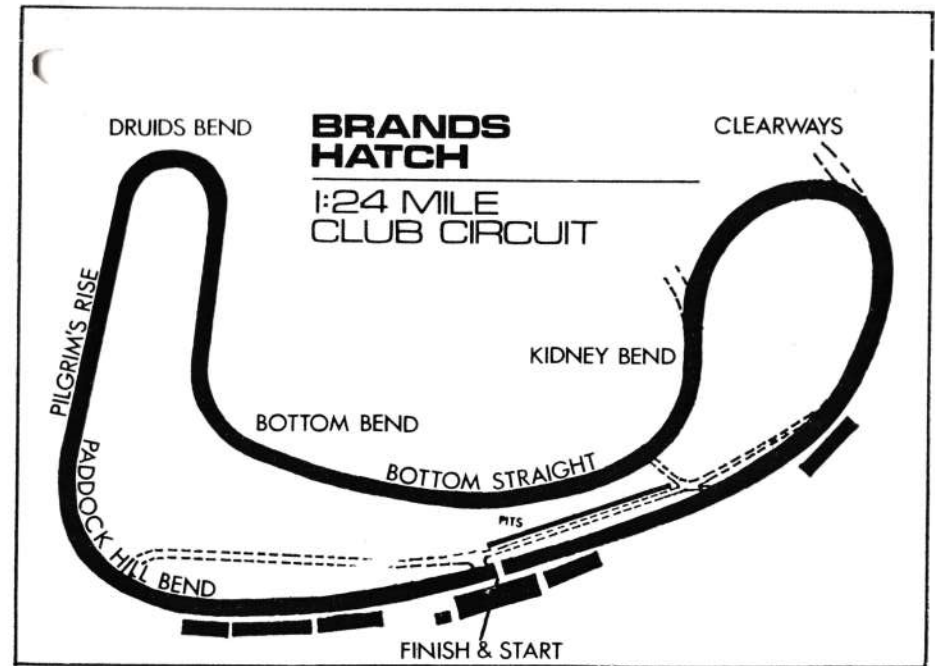 DRUIDS BEND
BRANDS
HATCH
CLEARWAYS
1:24 MILE
CLUB CIRCUIT
PILGRIM'S RISE
KIDNEY BEND
BOTTOM BEND
BOTTOM STRAIGHT
PADDOCK HILL BEND
PITS
FINISH & START